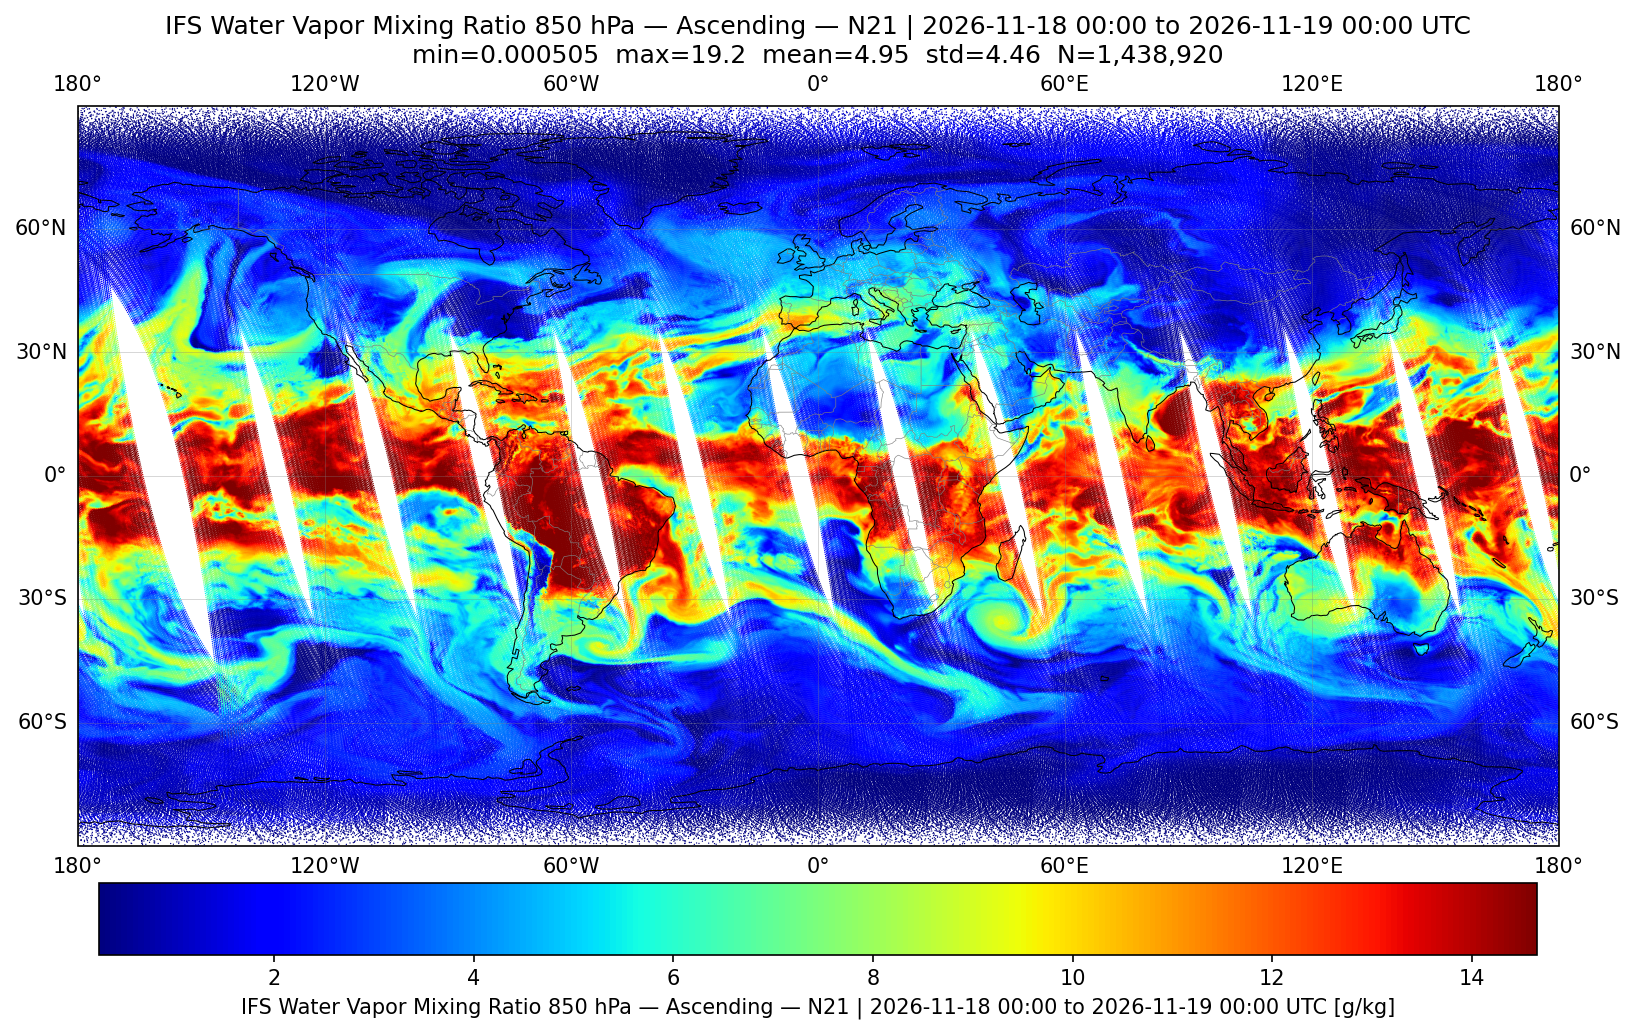 IFS Water Vapor Mixing Ratio 850 hPa — Ascending — N21 | 2026-11-18 00:00 to 2026-11-19 00:00 UTC
min=0.000505 max=19.2 mean=4.95 std=4.46 N=1,438,920
180° 120°W 60°W 0° 60°E 120°E 180°
60°N 60°N
30°N 30°N
0° 0°
30°S 30°S
60°S 60°S
180° 120°W 60°W 0° 60°E 120°E 180°
2 4 6 8 10 12 14
IFS Water Vapor Mixing Ratio 850 hPa — Ascending — N21 | 2026-11-18 00:00 to 2026-11-19 00:00 UTC [g/kg]